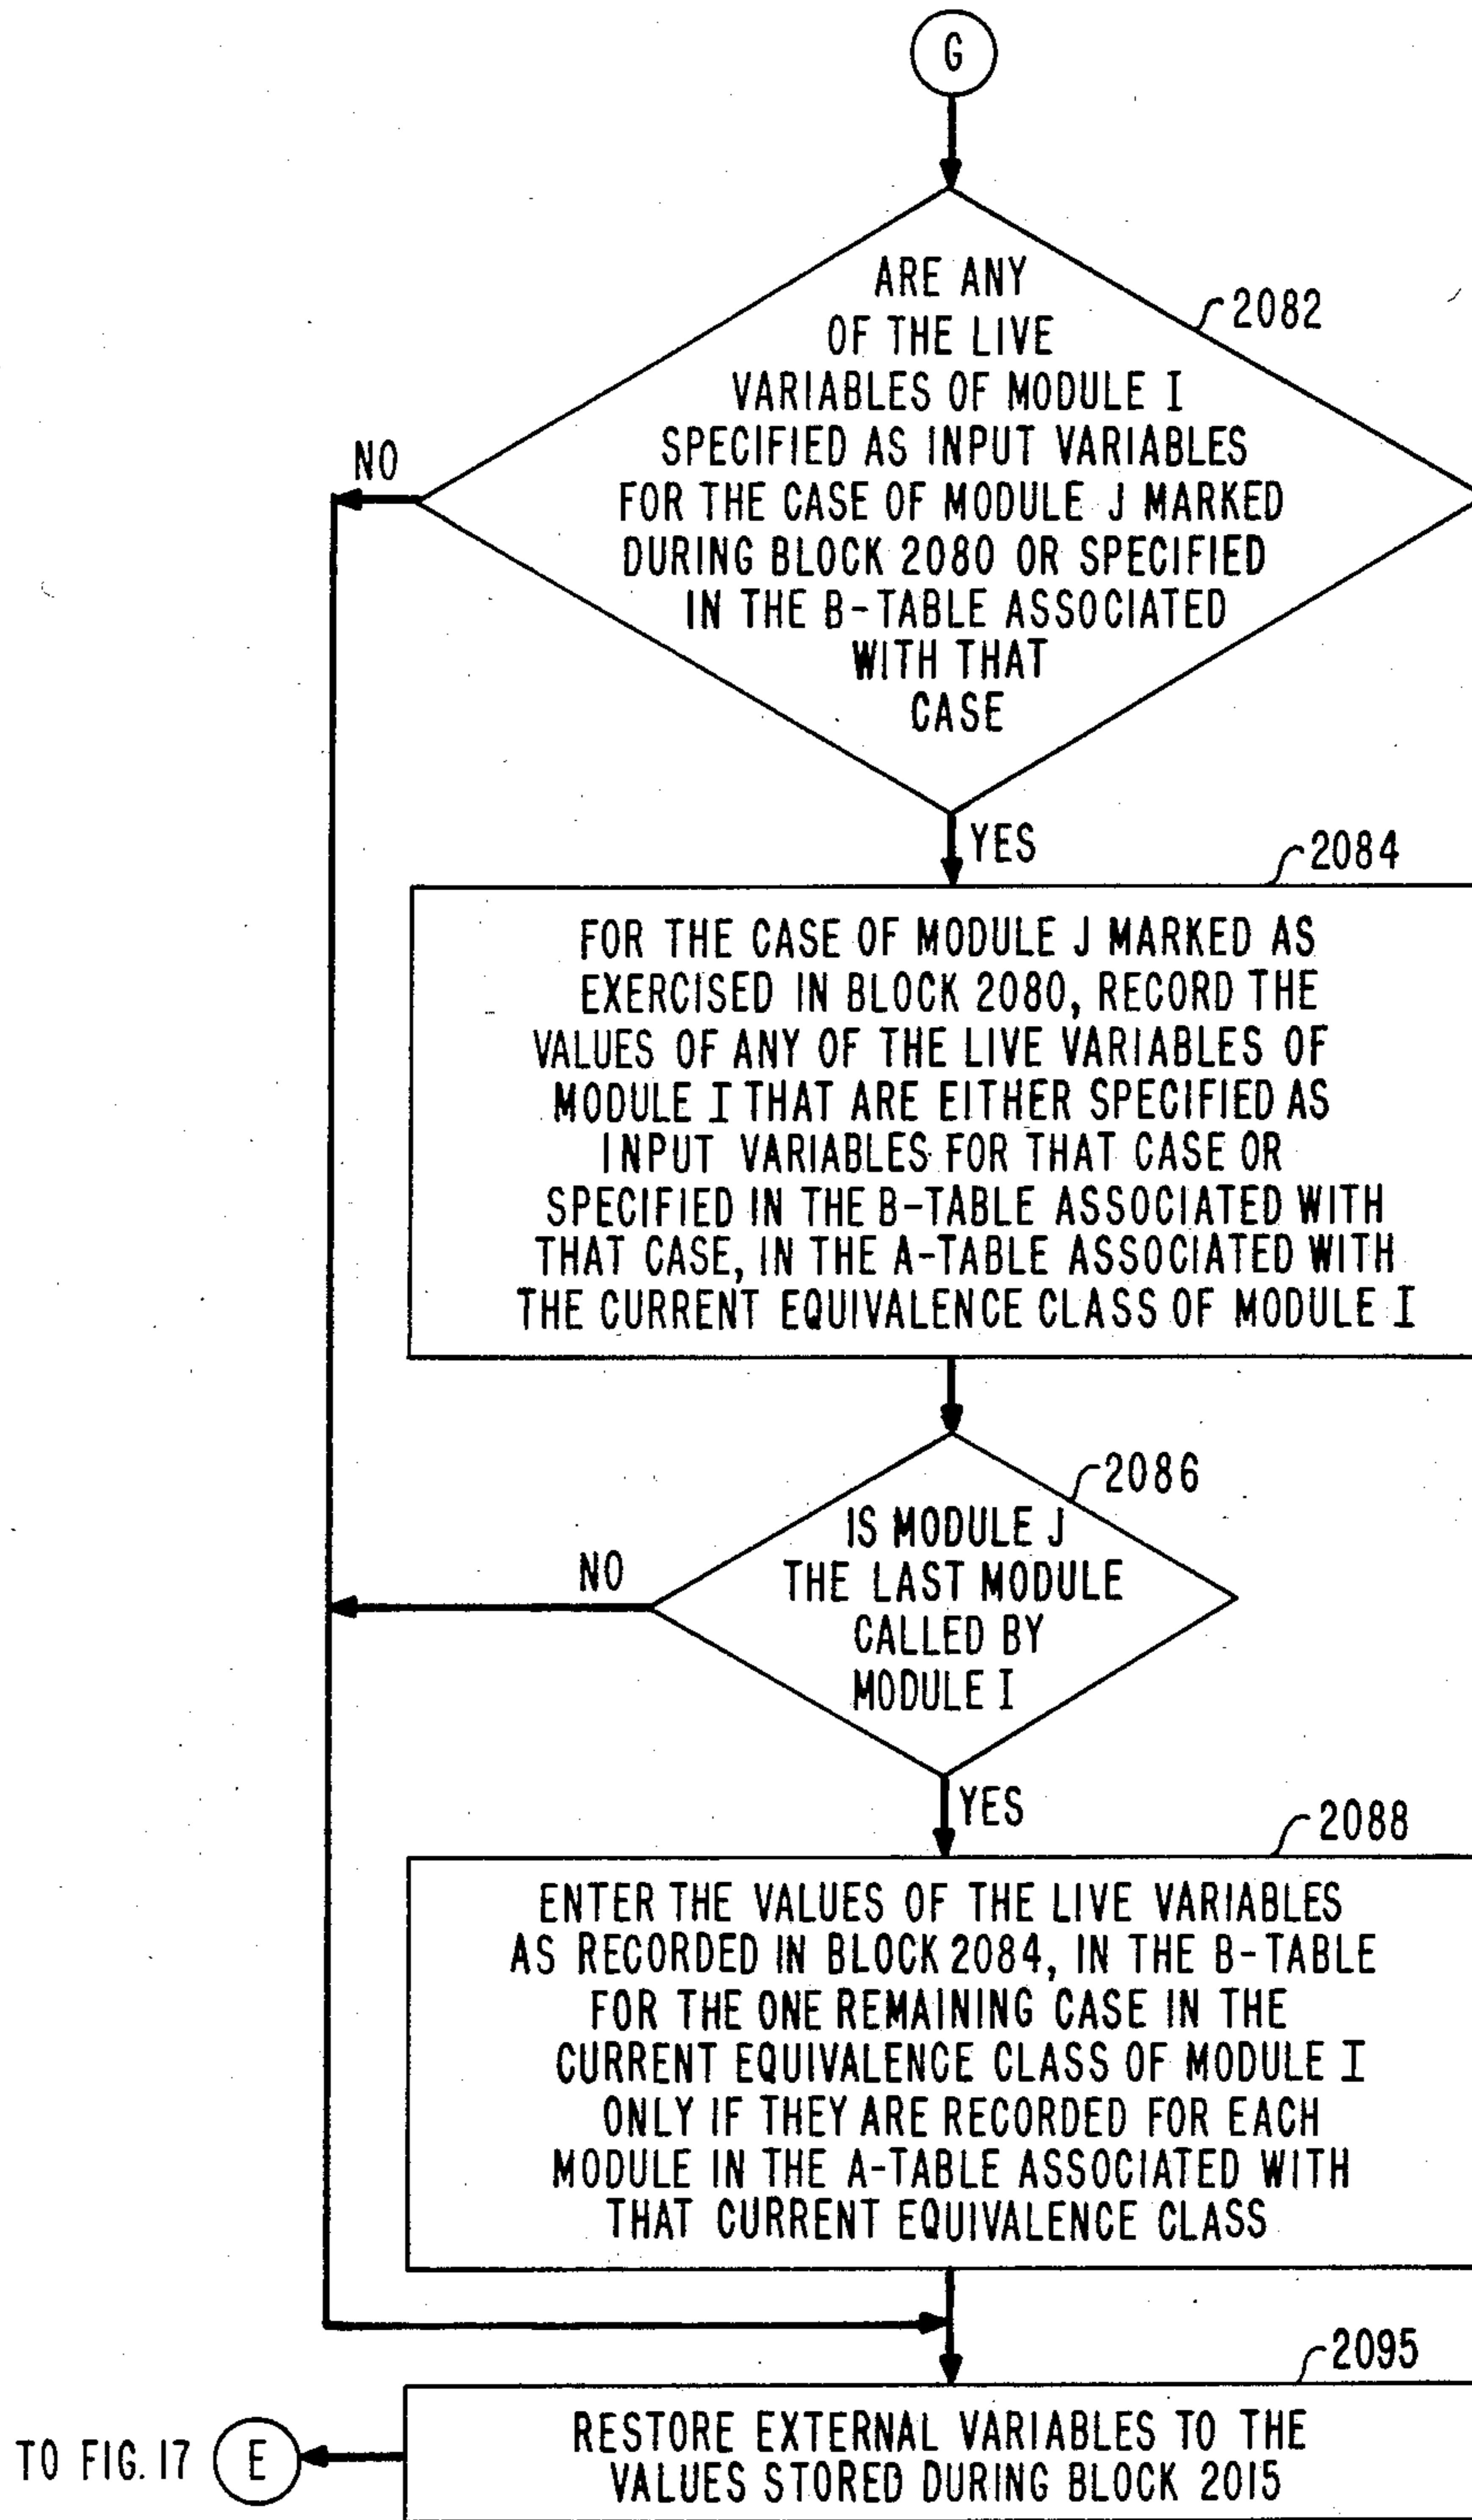 G
ARE ANY
OF THE LIVE
VARIABLES OF MODULE I
SPECIFIED AS INPUT VARIABLES
FOR THE CASE OF MODULE J MARKED
DURING BLOCK 2080 OR SPECIFIED
IN THE B-TABLE ASSOCIATED
WITH THAT
CASE
2082
NO
YES
2084
FOR THE CASE OF MODULE J MARKED AS
EXERCISED IN BLOCK 2080, RECORD THE
VALUES OF ANY OF THE LIVE VARIABLES OF
MODULE I THAT ARE EITHER SPECIFIED AS
INPUT VARIABLES FOR THAT CASE OR
SPECIFIED IN THE B-TABLE ASSOCIATED WITH
THAT CASE, IN THE A-TABLE ASSOCIATED WITH
THE CURRENT EQUIVALENCE CLASS OF MODULE I
2086
IS MODULE J
THE LAST MODULE
CALLED BY
MODULE I
NO
YES
2088
ENTER THE VALUES OF THE LIVE VARIABLES
AS RECORDED IN BLOCK 2084, IN THE B-TABLE
FOR THE ONE REMAINING CASE IN THE
CURRENT EQUIVALENCE CLASS OF MODULE I
ONLY IF THEY ARE RECORDED FOR EACH
MODULE IN THE A-TABLE ASSOCIATED WITH
THAT CURRENT EQUIVALENCE CLASS
2095
RESTORE EXTERNAL VARIABLES TO THE
VALUES STORED DURING BLOCK 2015
TO FIG. 17 E